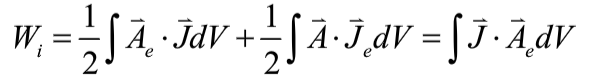 $W_i = \frac{1}{2} \int \vec{A}_e \cdot \vec{J} dV + \frac{1}{2} \int \vec{A} \cdot \vec{J}_e dV = \int \vec{J} \cdot \vec{A}_e dV$